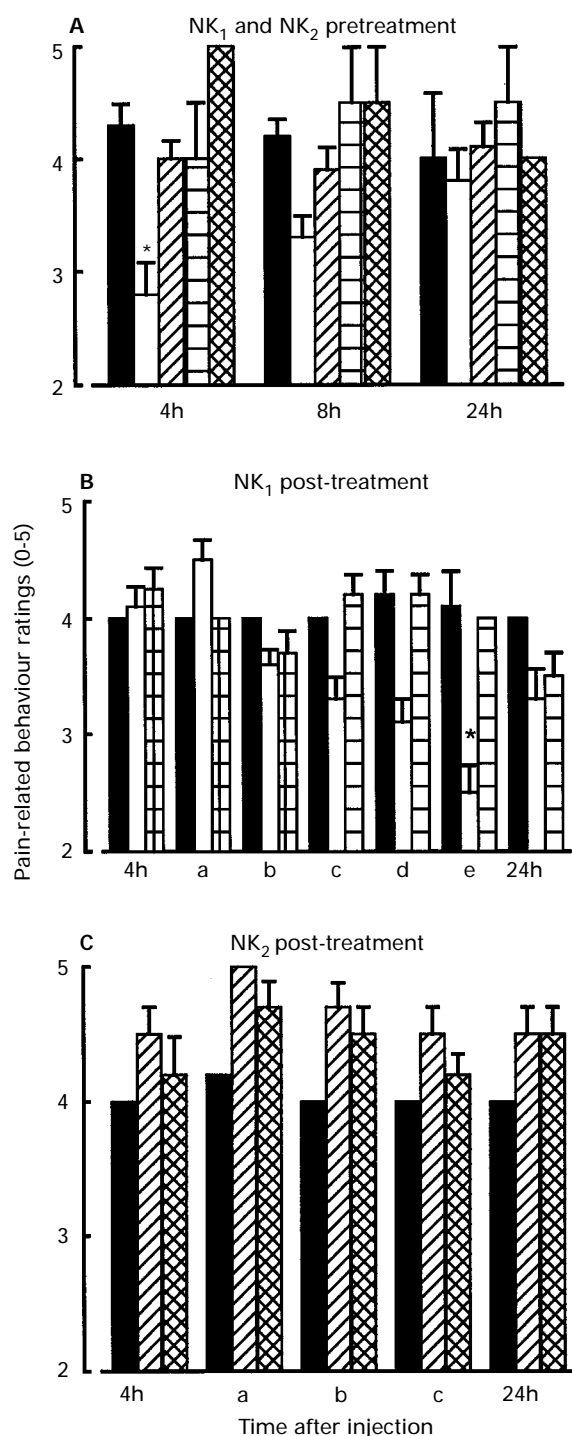 A NK₁ and NK₂ pretreatment
5
4
3
2
*
4h 8h 24h
B NK₁ post-treatment
5
4
3
2
*
4h a b c d e 24h
Pain-related behaviour ratings (0-5)
C NK₂ post-treatment
5
4
3
2
4h a b c 24h
Time after injection